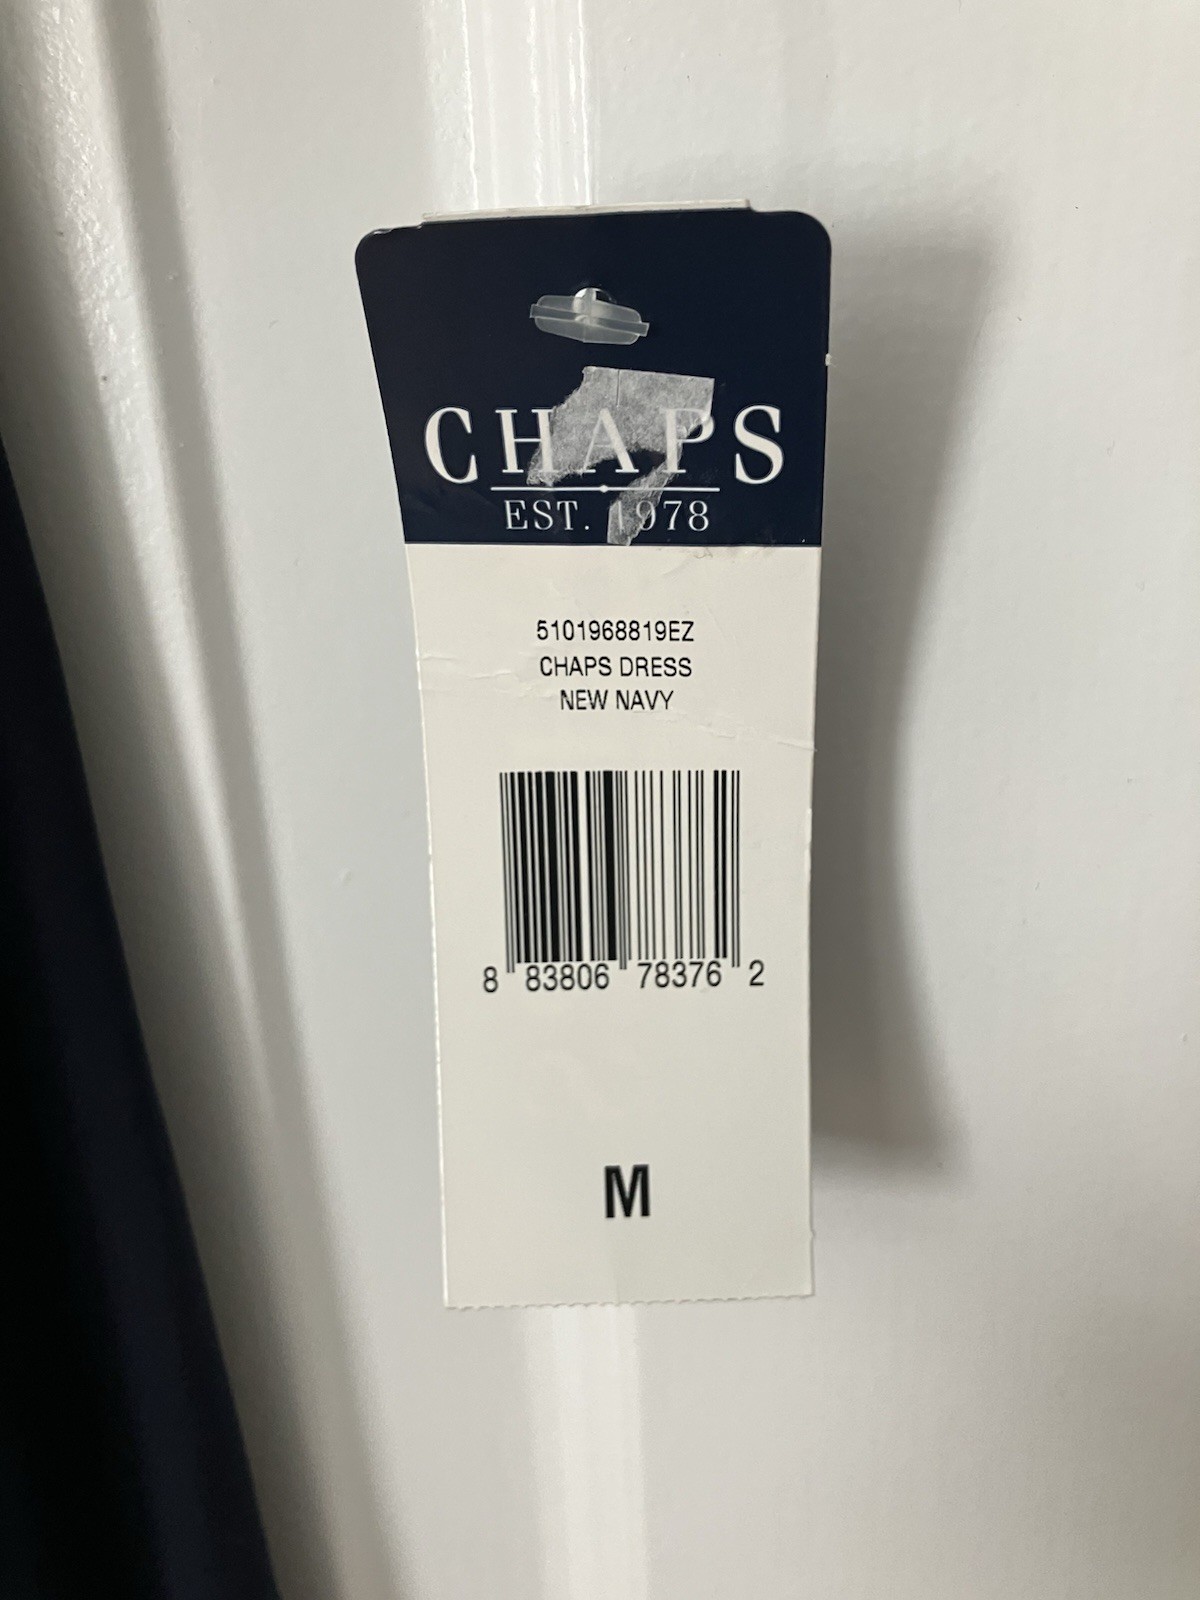 CHAPS
EST. 1978
5101968819EZ
CHAPS DRESS
NEW NAVY
8 83806 78376 2
M